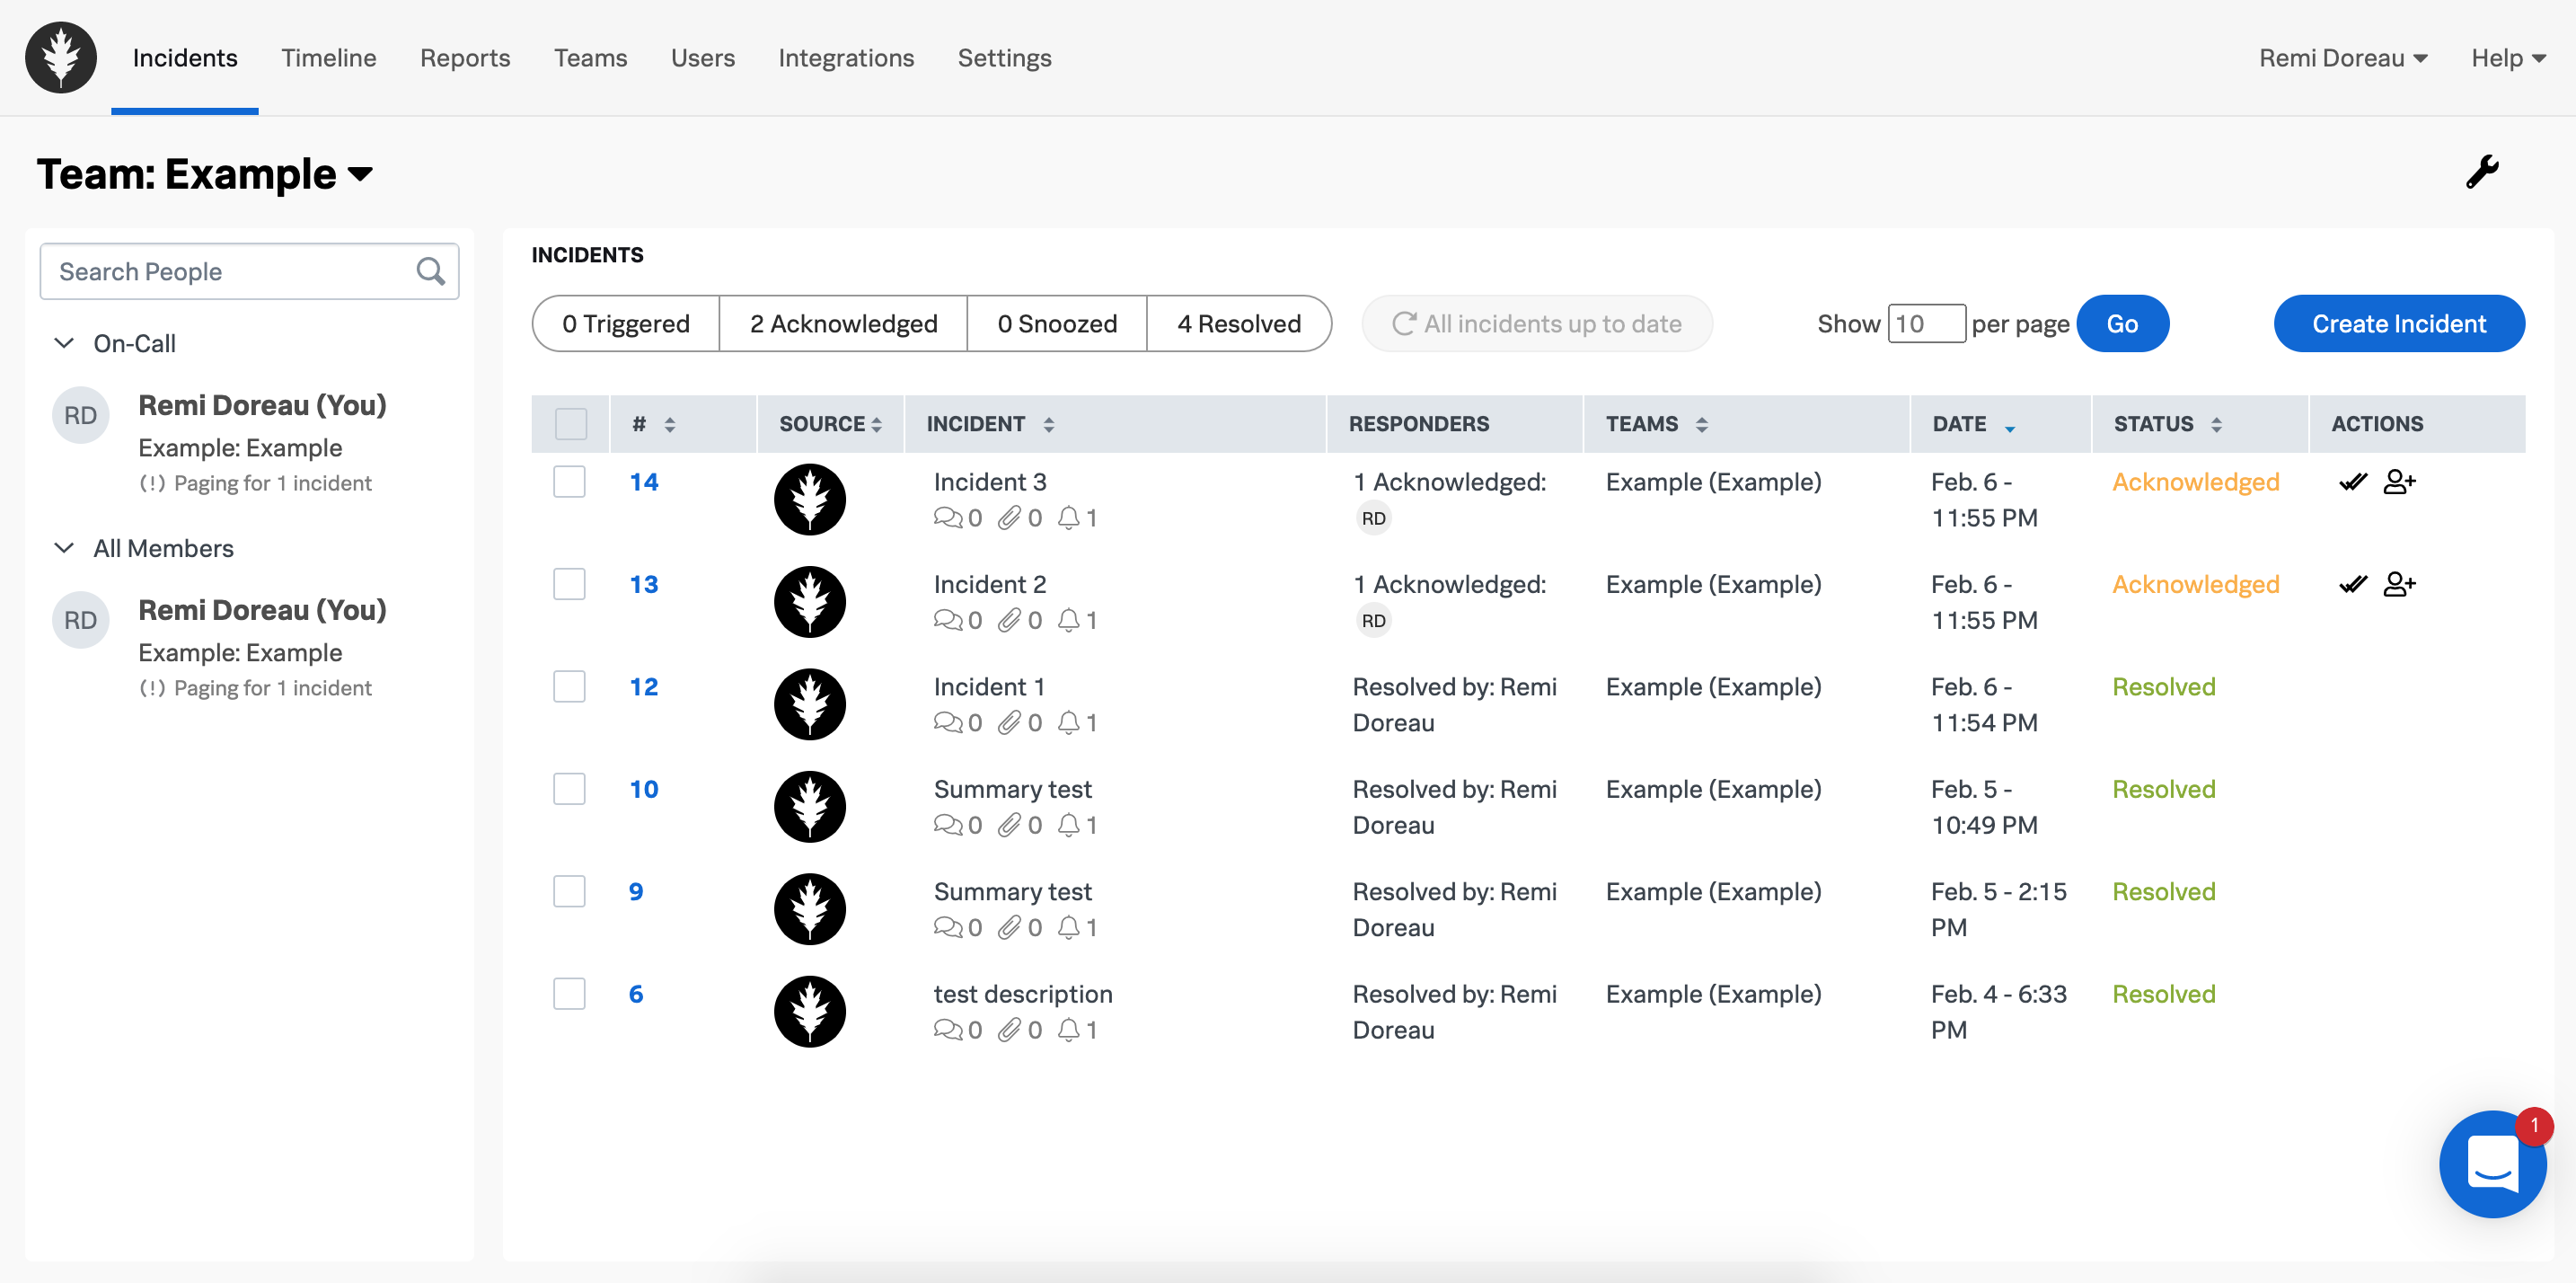 Incidents Timeline Reports Teams Users Integrations Settings Remi Doreau Help
Team: Example
Search People
On-Call
RD Remi Doreau (You)
Example: Example
(!) Paging for 1 incident
All Members
RD Remi Doreau (You)
Example: Example
(!) Paging for 1 incident
INCIDENTS
0 Triggered 2 Acknowledged 0 Snoozed 4 Resolved All incidents up to date Show 10 per page Go Create Incident
# SOURCE INCIDENT RESPONDERS TEAMS DATE STATUS ACTIONS
14 Incident 3 1 Acknowledged: Example (Example) Feb. 6 - Acknowledged
0 0 1 RD 11:55 PM
13 Incident 2 1 Acknowledged: Example (Example) Feb. 6 - Acknowledged
0 0 1 RD 11:55 PM
12 Incident 1 Resolved by: Remi Example (Example) Feb. 6 - Resolved
0 0 1 Doreau 11:54 PM
10 Summary test Resolved by: Remi Example (Example) Feb. 5 - Resolved
0 0 1 Doreau 10:49 PM
9 Summary test Resolved by: Remi Example (Example) Feb. 5 - 2:15 Resolved
0 0 1 Doreau PM
6 test description Resolved by: Remi Example (Example) Feb. 4 - 6:33 Resolved
0 0 1 Doreau PM
1